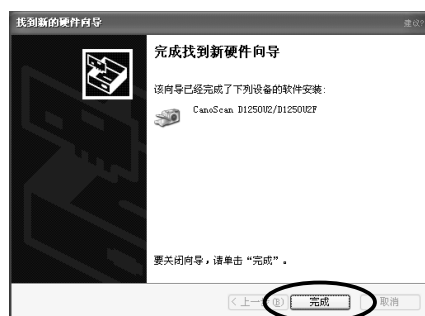 找到新的硬件向导
完成找到新硬件向导
该向导已经完成了下列设备的软件安装:
CanoScan D1250U2/D1250U2F
要关闭向导，请单击“完成”。
<上一 (B) 完成 取消